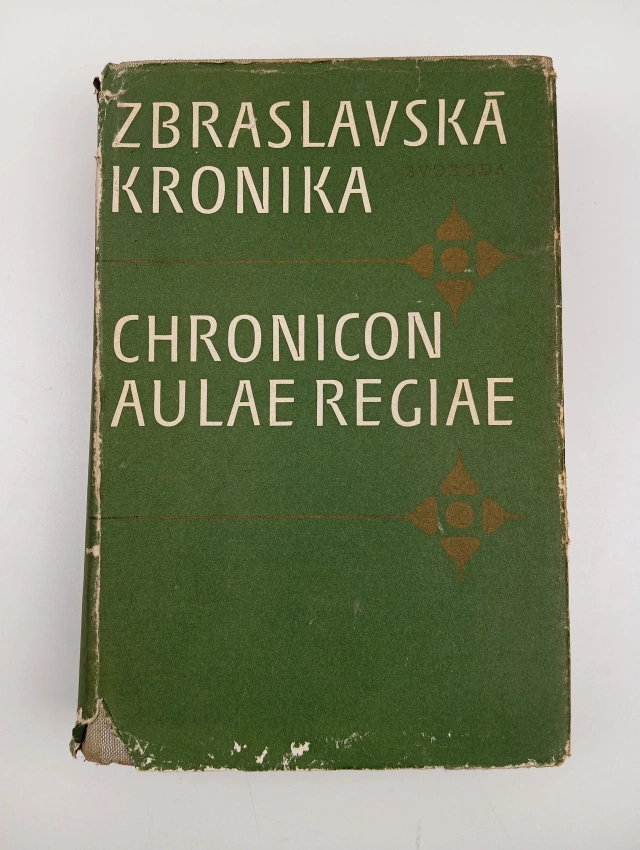 ZBRASLAVSKÁ
KRONIKA
SVOBODA
CHRONICON
AULAE REGIAE